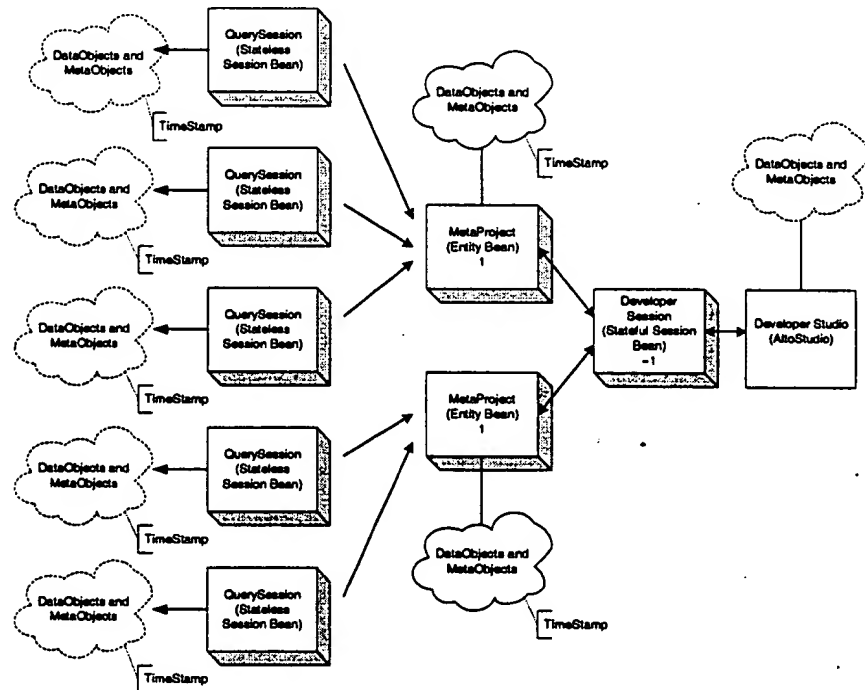 DataObjects and
MetaObjects
TimeStamp
QuerySession
(Stateless
Session Bean)
DataObjects and
MetaObjects
TimeStamp
QuerySession
(Stateless
Session Bean)
DataObjects and
MetaObjects
TimeStamp
QuerySession
(Stateless
Session Bean)
DataObjects and
MetaObjects
TimeStamp
QuerySession
(Stateless
Session Bean)
DataObjects and
MetaObjects
TimeStamp
QuerySession
(Stateless
Session Bean)
DataObjects and
MetaObjects
TimeStamp
MetaProject
(Entity Bean)
1
MetaProject
(Entity Bean)
1
DataObjects and
MetaObjects
TimeStamp
Developer
Session
(Stateful Session
Bean)
~1
DataObjects and
MetaObjects
Developer Studio
(AltoStudio)